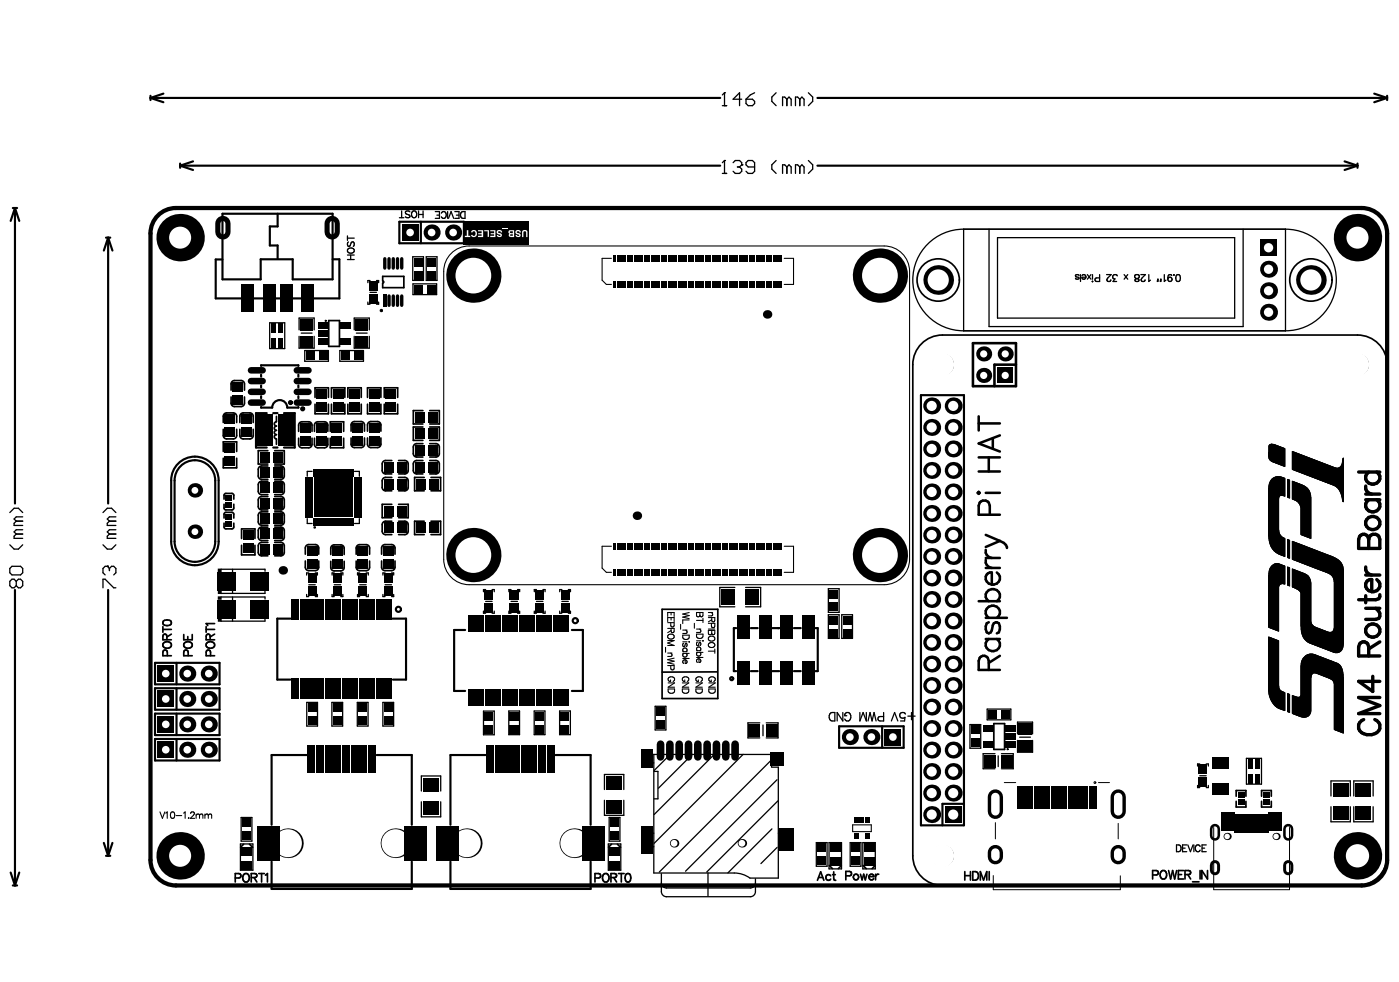 146 (mm)
139 (mm)
80 (mm)
73 (mm)
HOST
HOST DEVICE
USB_SELECT
0.91" 128 x 32 Pixels
Raspberry Pi HAT
52Pi
CM4 Router Board
PORT0
POE
PORT1
nRPBOOT GND
BT_nDisable GND
WL_nDisable GND
EEPROM_nWP GND
+5V PWM GND
V10-1.2mm
PORT1
PORT0
Act Power
HDMI
DEVICE
POWER_IN